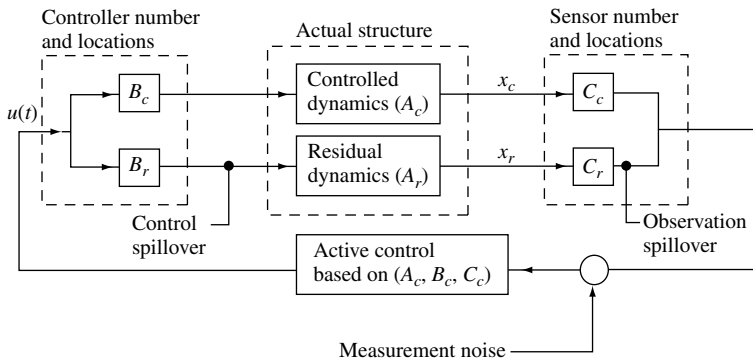 Controller number
and locations
Actual structure
Sensor number
and locations
u(t)
B_c
Controlled
dynamics (A_c)
x_c
C_c
B_r
Residual
dynamics (A_r)
x_r
C_r
Control
spillover
Observation
spillover
Active control
based on (A_c, B_c, C_c)
Measurement noise